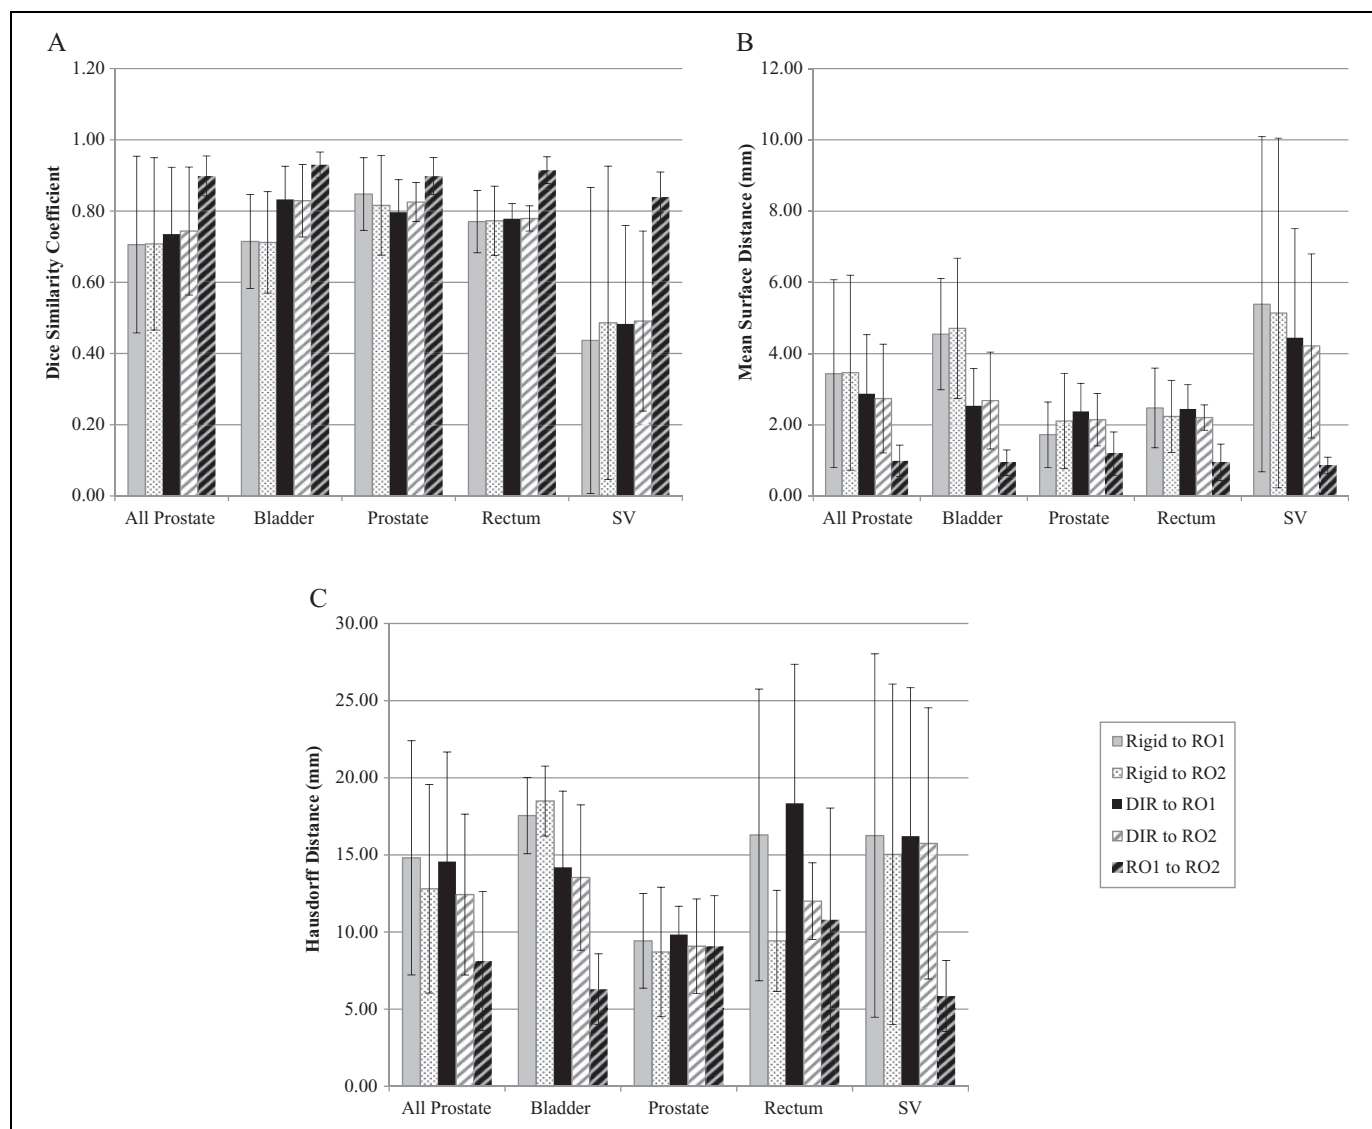 A
Dice Similarity Coefficient
1.20
1.00
0.80
0.60
0.40
0.20
0.00
All Prostate Bladder Prostate Rectum SV
B
Mean Surface Distance (mm)
12.00
10.00
8.00
6.00
4.00
2.00
0.00
All Prostate Bladder Prostate Rectum SV
C
Hausdorff Distance (mm)
30.00
25.00
20.00
15.00
10.00
5.00
0.00
All Prostate Bladder Prostate Rectum SV
Rigid to RO1
Rigid to RO2
DIR to RO1
DIR to RO2
RO1 to RO2